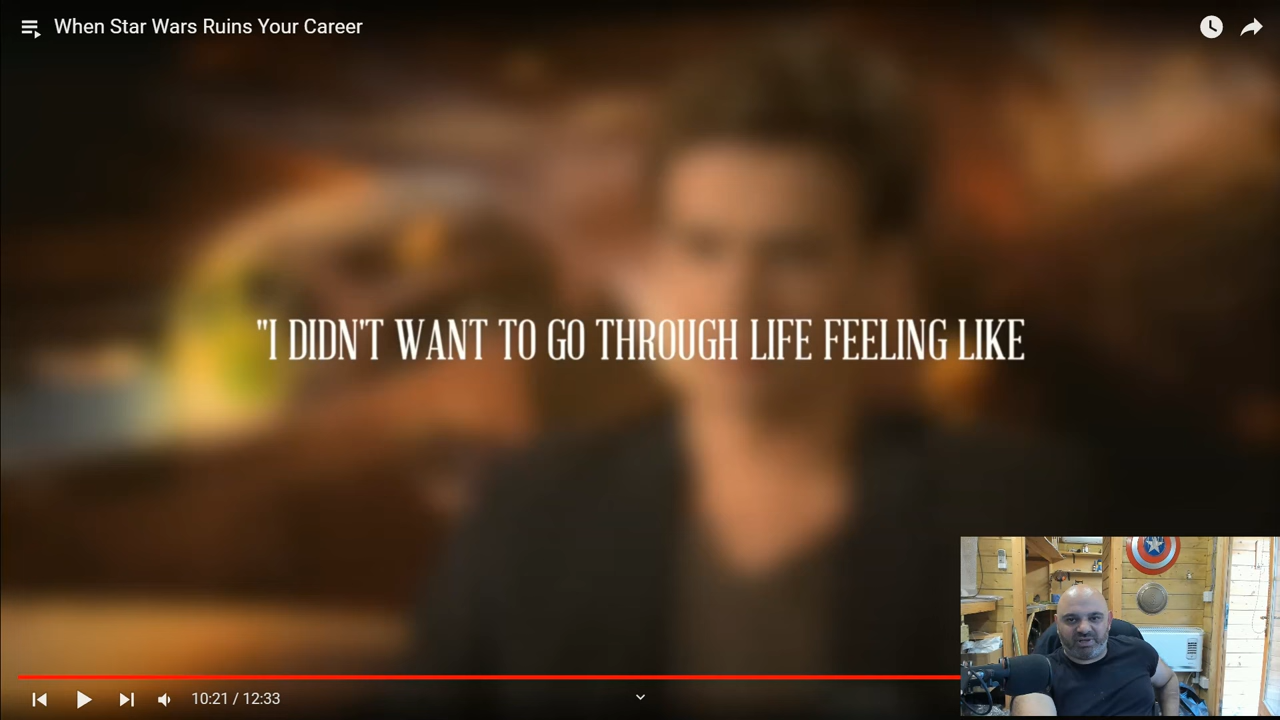 When Star Wars Ruins Your Career
"I DIDN'T WANT TO GO THROUGH LIFE FEELING LIKE
10:21 / 12:33